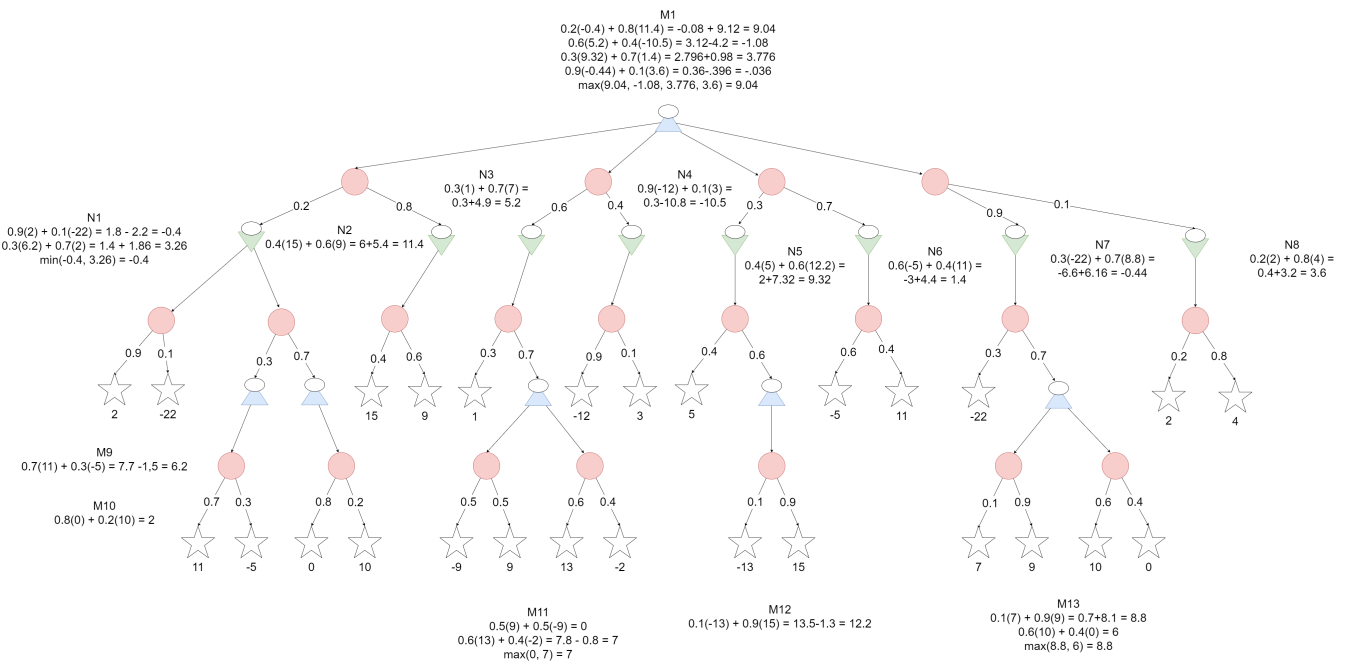 M1
0.2(-0.4) + 0.8(11.4) = -0.08 + 9.12 = 9.04
0.6(5.2) + 0.4(-10.5) = 3.12-4.2 = -1.08
0.3(9.32) + 0.7(1.4) = 2.796+0.98 = 3.776
0.9(-0.44) + 0.1(3.6) = 0.36-.396 = -.036
max(9.04, -1.08, 3.776, 3.6) = 9.04
0.2
0.8
0.6
0.4
0.3
0.7
0.9
0.1
N1
0.9(2) + 0.1(-22) = 1.8 - 2.2 = -0.4
0.3(6.2) + 0.7(2) = 1.4 + 1.86 = 3.26
min(-0.4, 3.26) = -0.4
N2
0.4(15) + 0.6(9) = 6+5.4 = 11.4
N3
0.3(1) + 0.7(7) =
0.3+4.9 = 5.2
N4
0.9(-12) + 0.1(3) =
0.3-10.8 = -10.5
N5
0.4(5) + 0.6(12.2) =
2+7.32 = 9.32
N6
0.6(-5) + 0.4(11) =
-3+4.4 = 1.4
N7
0.3(-22) + 0.7(8.8) =
-6.6+6.16 = -0.44
N8
0.2(2) + 0.8(4) =
0.4+3.2 = 3.6
0.9
0.1
0.3
0.7
0.4
0.6
0.3
0.7
0.9
0.1
0.4
0.6
0.6
0.4
0.3
0.7
0.2
0.8
2
-22
15
9
1
-12
3
5
-5
11
-22
2
4
M9
0.7(11) + 0.3(-5) = 7.7 -1,5 = 6.2
M10
0.8(0) + 0.2(10) = 2
0.7
0.3
0.8
0.2
0.5
0.5
0.6
0.4
0.1
0.9
0.1
0.9
0.6
0.4
11
-5
0
10
-9
9
13
-2
-13
15
7
9
10
0
M11
0.5(9) + 0.5(-9) = 0
0.6(13) + 0.4(-2) = 7.8 - 0.8 = 7
max(0, 7) = 7
M12
0.1(-13) + 0.9(15) = 13.5-1.3 = 12.2
M13
0.1(7) + 0.9(9) = 0.7+8.1 = 8.8
0.6(10) + 0.4(0) = 6
max(8.8, 6) = 8.8